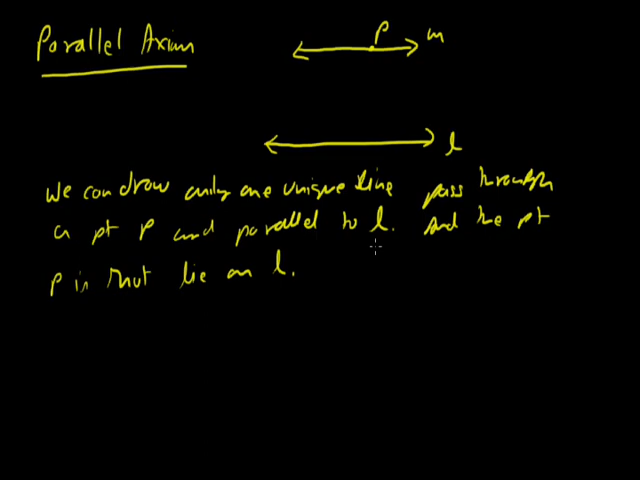 Parallel Axiom
P
m
l
We can draw only one unique line pass through
a pt P and parallel to l. and the pt
P is not lie on l.